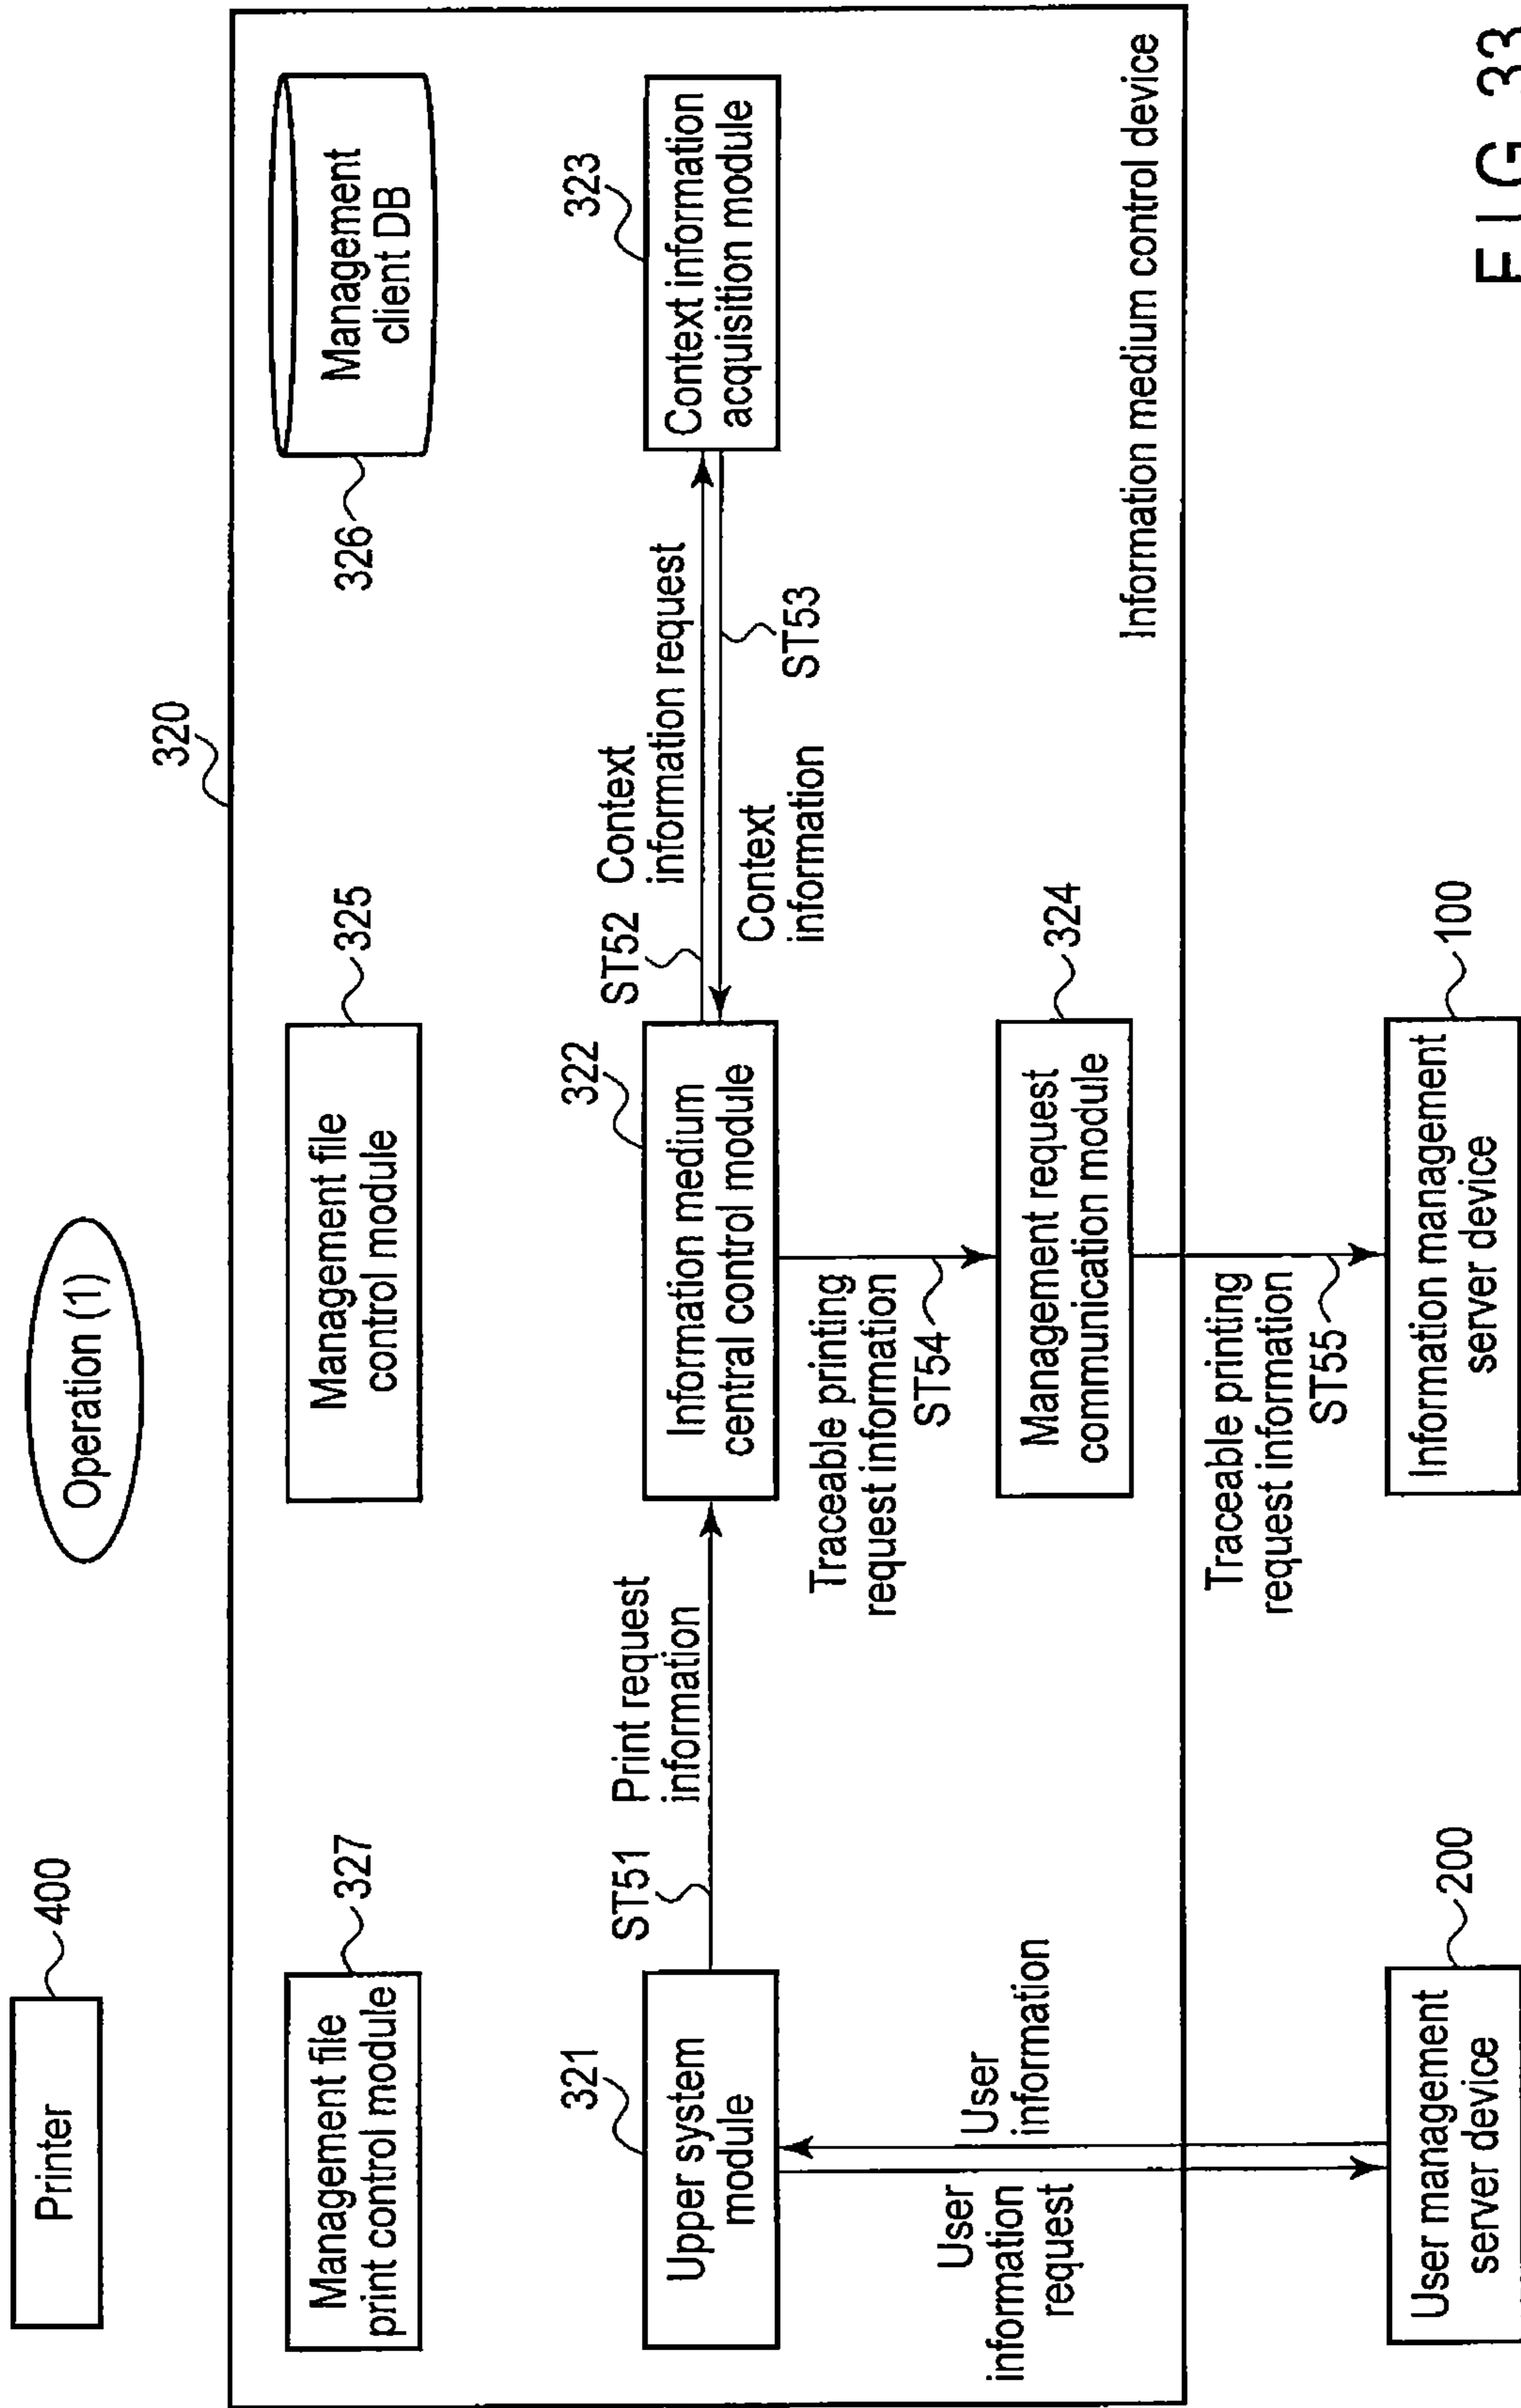 Printer
400
Operation (1)
320
Management file
print control module
327
Management file
control module
325
Management
client DB
326
Upper system
module
321
ST51
Print request
information
Information medium
central control module
322
ST52
Context
information request
Context
information
ST53
Context information
acquisition module
323
User
information
request
User
information
Traceable printing
request information
ST54
Management request
communication module
324
Information medium control device
Traceable printing
request information
ST55
User management
server device
200
Information management
server device
100
FIG. 33